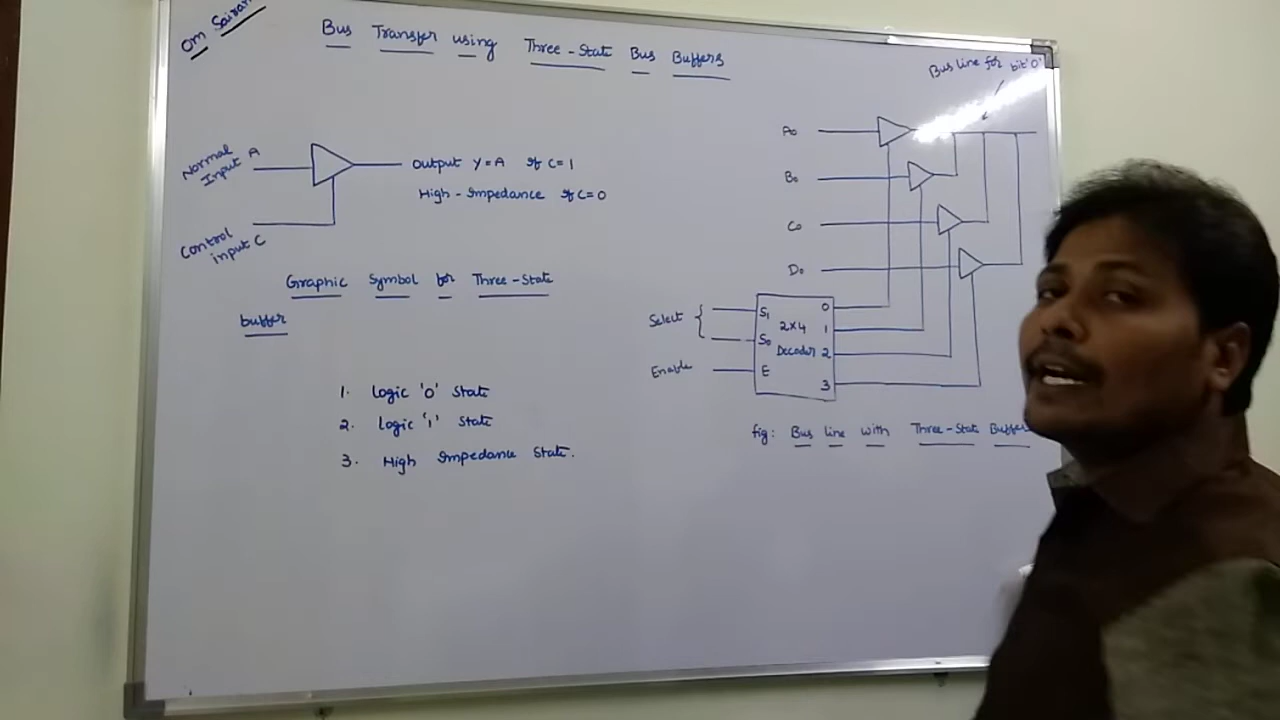 Om Sairam
Bus Transfer using Three-State Bus Buffers
Normal
Input A
Output Y=A if C=1
High-Impedance if C=0
Control
input C
Graphic Symbol for Three-State
buffer
1. Logic '0' State
2. Logic '1' State
3. High Impedance State.
Bus line for bit '0'
A0
B0
C0
D0
Select
Enable
S1
S0
E
2x4
Decoder
0
1
2
3
fig: Bus line with Three-State Buffers